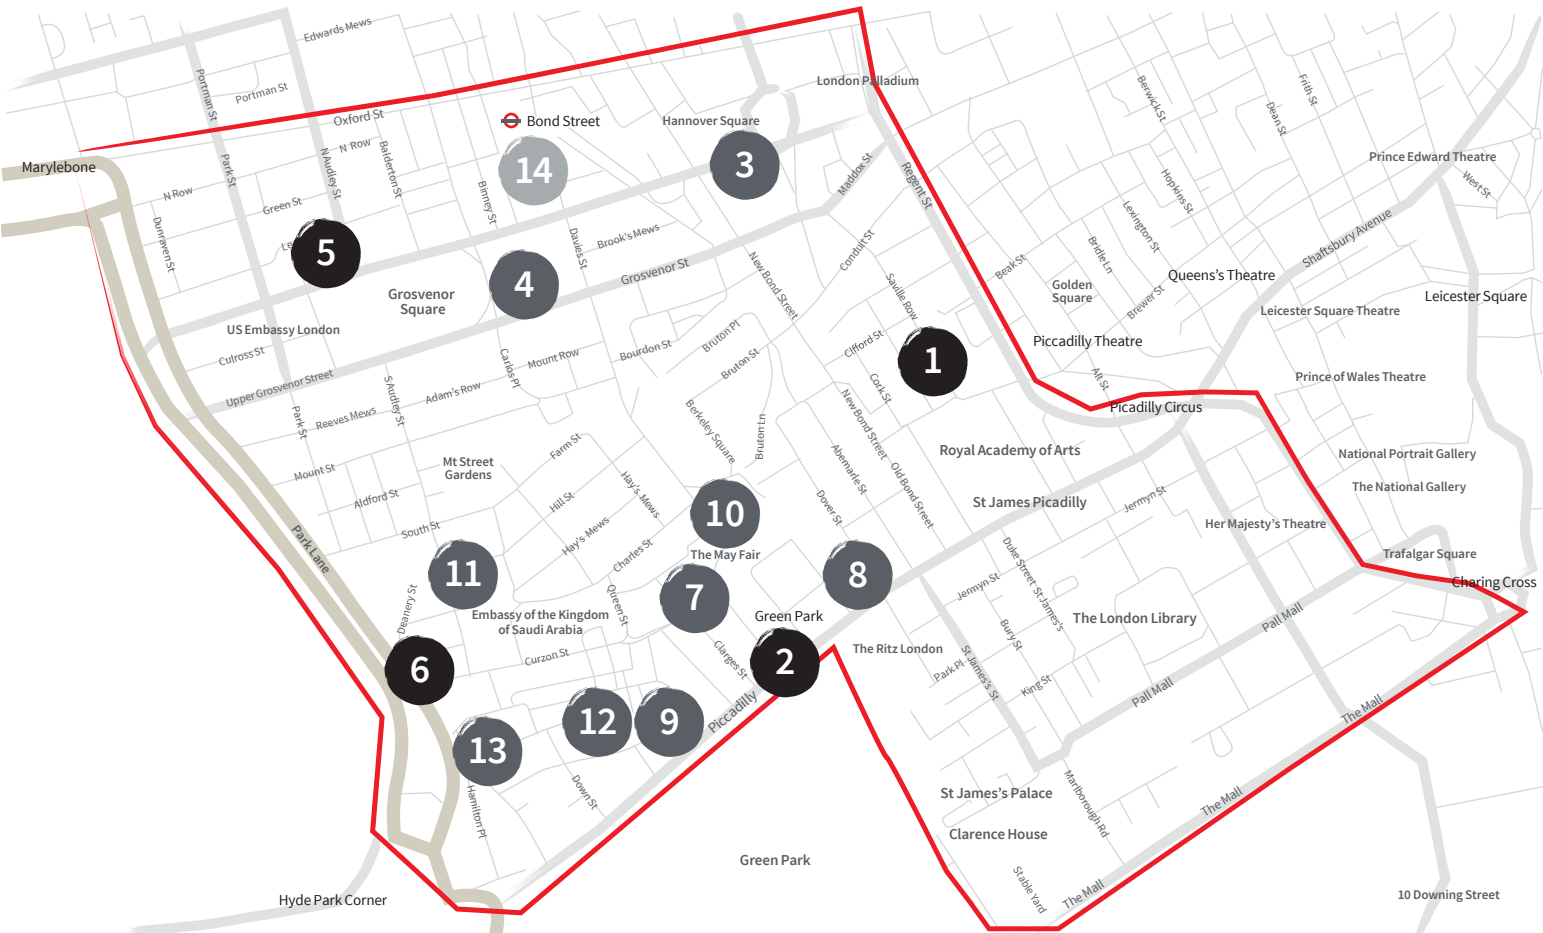 Edwards Mews
Portman St
Portman St
London Palladium
Berwick St
Frith St
Dean St
Oxford St
Bond Street
Hannover Square
N Row
Balderton St
N Audley St
Park St
Marylebone
14
3
Maddox St
Regent St
Prince Edward Theatre
West St
Hopkins St
N Row
Green St
Binney St
Dunraven St
Le
5
Davies St
Brook's Mews
Conduit St
Lexington St
Bridle Ln
Shaftsbury Avenue
Beak St
Queens's Theatre
4
Grosvenor St
New Bond Street
Saville Row
Golden
Square
Brewer St
Leicester Square
Grosvenor
Square
Leicester Square Theatre
US Embassy London
Culross St
Bruton Pl
Clfford St
1
Piccadilly Theatre
Mount Row
Bourdon St
Bruton St
Carlos Pl
Upper Grosvenor Street
Adam's Row
S Audley St
Cork St
Alt St
Prince of Wales Theatre
Picadilly Circus
Park St
Reeves Mews
Berkeley Square
Bruton Ln
New Bond Street
Farm St
Royal Academy of Arts
National Portrait Gallery
Mount St
Mt Street
Gardens
Abemarle St
The National Gallery
Aldford St
Hill St
Hay's Mews
Old Bond Street
St James Picadilly
Jermyn St
10
Dover St
Her Majesty's Theatre
South St
Hay's Mews
Park Lane
Charles St
The May Fair
Trafalgar Square
11
8
Duke Street St James's
Jermyn St
Charing Cross
Deanery St
7
Queen St
Embassy of the Kingdom
of Saudi Arabia
Green Park
Bury St
The London Library
Pall Mall
Curzon St
Clarges St
2
The Ritz London
Park Pl
St James's St
6
King St
Pall Mall
12
9
Piccadilly
The Mall
13
Hamilton Pl
Down St
St James's Palace
Marlborough Rd
The Mall
Clarence House
Green Park
Stable Yard
The Mall
10 Downing Street
Hyde Park Corner